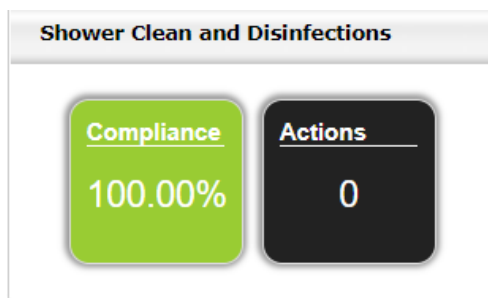 Shower Clean and Disinfections
Compliance
100.00%
Actions
0